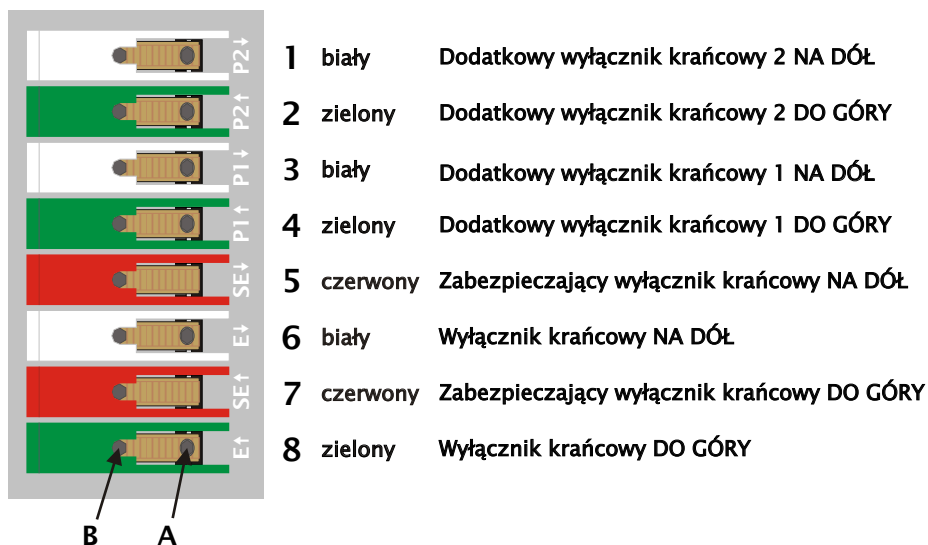 P2↓ 1 biały Dodatkowy wyłącznik krańcowy 2 NA DÓŁ
P2↑ 2 zielony Dodatkowy wyłącznik krańcowy 2 DO GÓRY
P1↓ 3 biały Dodatkowy wyłącznik krańcowy 1 NA DÓŁ
P1↑ 4 zielony Dodatkowy wyłącznik krańcowy 1 DO GÓRY
SE↓ 5 czerwony Zabezpieczający wyłącznik krańcowy NA DÓŁ
E↓ 6 biały Wyłącznik krańcowy NA DÓŁ
SE↑ 7 czerwony Zabezpieczający wyłącznik krańcowy DO GÓRY
E↑ 8 zielony Wyłącznik krańcowy DO GÓRY
B A